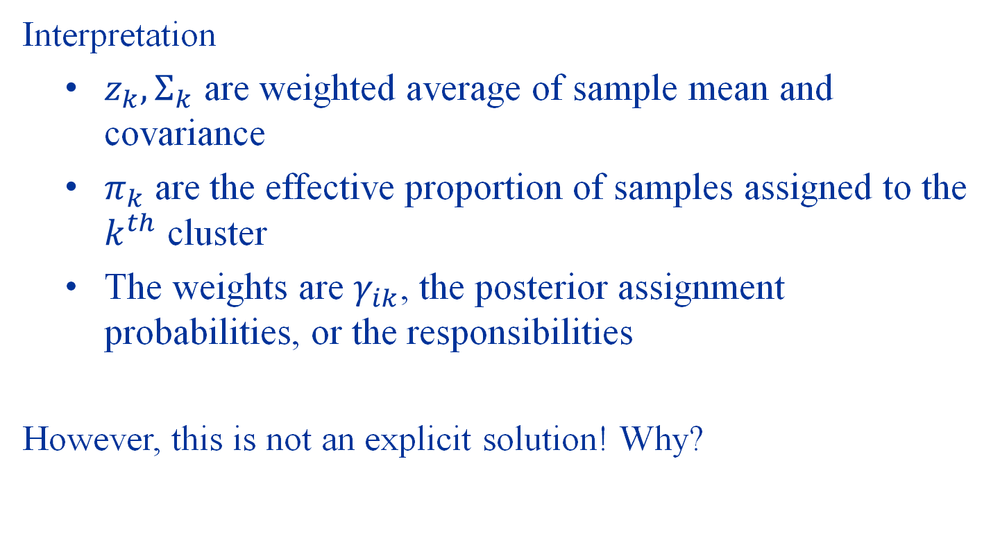 Interpretation
• $z_k, \Sigma_k$ are weighted average of sample mean and
covariance
• $\pi_k$ are the effective proportion of samples assigned to the
$k^{th}$ cluster
• The weights are $\gamma_{ik}$, the posterior assignment
probabilities, or the responsibilities
However, this is not an explicit solution! Why?